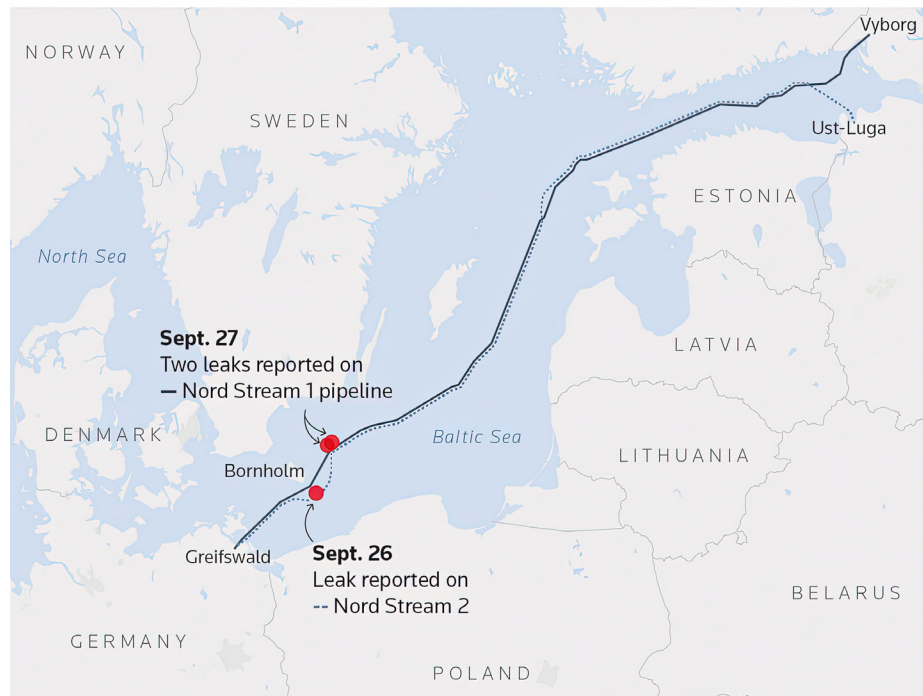 Vyborg
NORWAY
SWEDEN
Ust-Luga
ESTONIA
North Sea
Sept. 27
Two leaks reported on
Nord Stream 1 pipeline
LATVIA
DENMARK
Baltic Sea
LITHUANIA
Bornholm
Greifswald
Sept. 26
Leak reported on
Nord Stream 2
BELARUS
GERMANY
POLAND